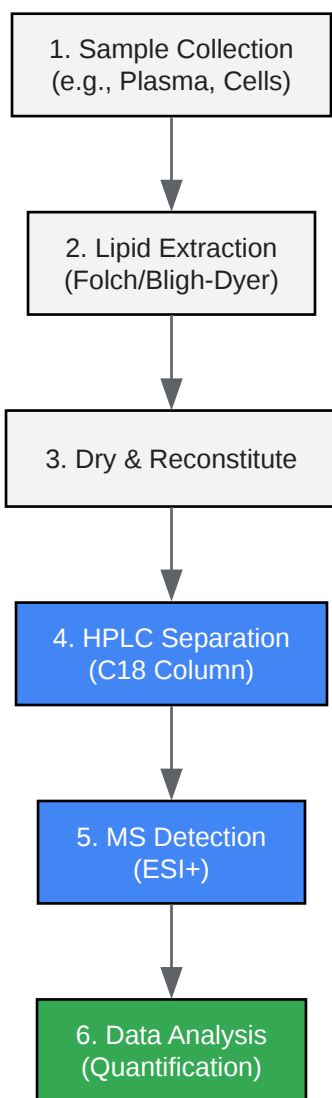 1. Sample Collection
(e.g., Plasma, Cells)
2. Lipid Extraction
(Folch/Bligh-Dyer)
3. Dry & Reconstitute
4. HPLC Separation
(C18 Column)
5. MS Detection
(ESI+)
6. Data Analysis
(Quantification)